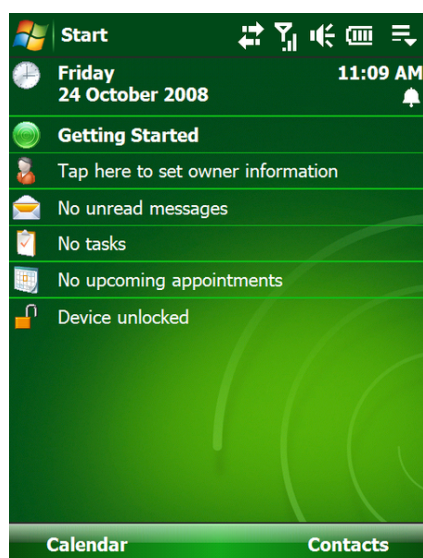 Start
Friday 11:09 AM
24 October 2008
Getting Started
Tap here to set owner information
No unread messages
No tasks
No upcoming appointments
Device unlocked
Calendar Contacts